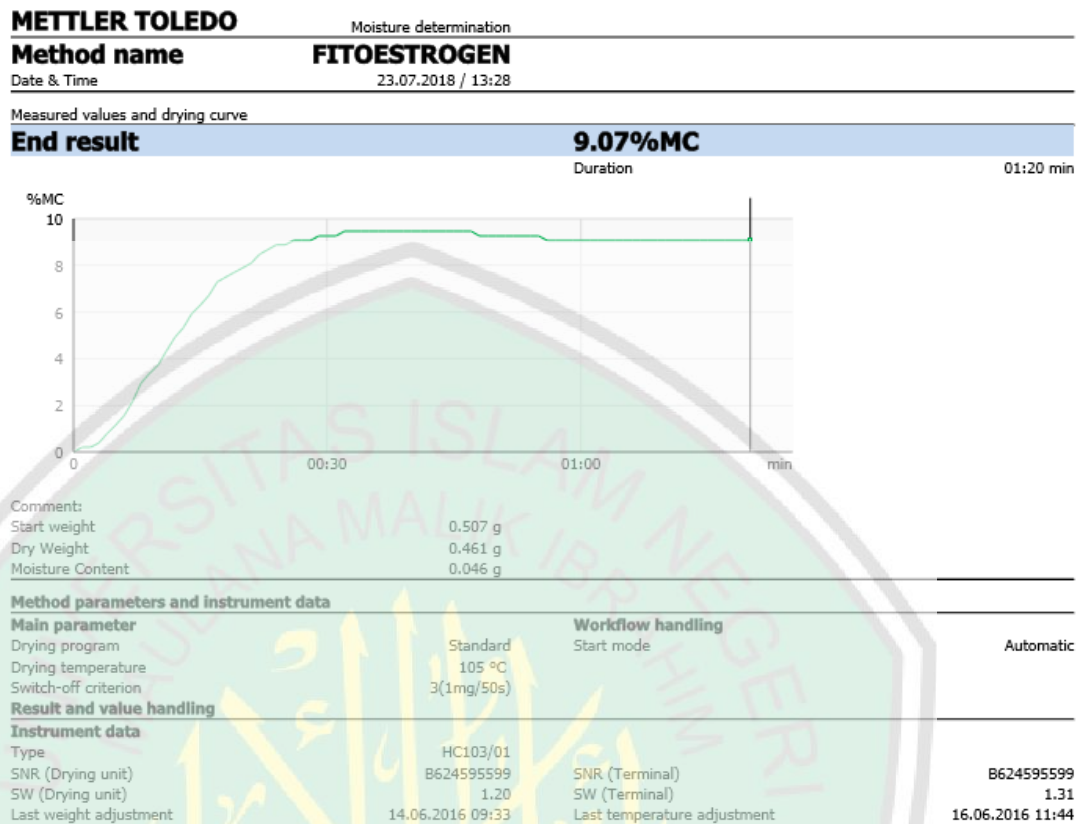 METTLER TOLEDO Moisture determination
Method name FITOESTROGEN
Date & Time 23.07.2018 / 13:28
Measured values and drying curve
End result 9.07%MC
Duration 01:20 min
%MC
10
8
6
4
2
0
0 00:30 01:00 min
Comment:
Start weight 0.507 g
Dry Weight 0.461 g
Moisture Content 0.046 g
Method parameters and instrument data
Main parameter Workflow handling
Drying program Standard Start mode Automatic
Drying temperature 105 °C
Switch-off criterion 3(1mg/50s)
Result and value handling
Instrument data
Type HC103/01
SNR (Drying unit) B624595599 SNR (Terminal) B624595599
SW (Drying unit) 1.20 SW (Terminal) 1.31
Last weight adjustment 14.06.2016 09:33 Last temperature adjustment 16.06.2016 11:44
ERSITAS ISLAM NEGERI
MAULANA MALIK IBRAHIM